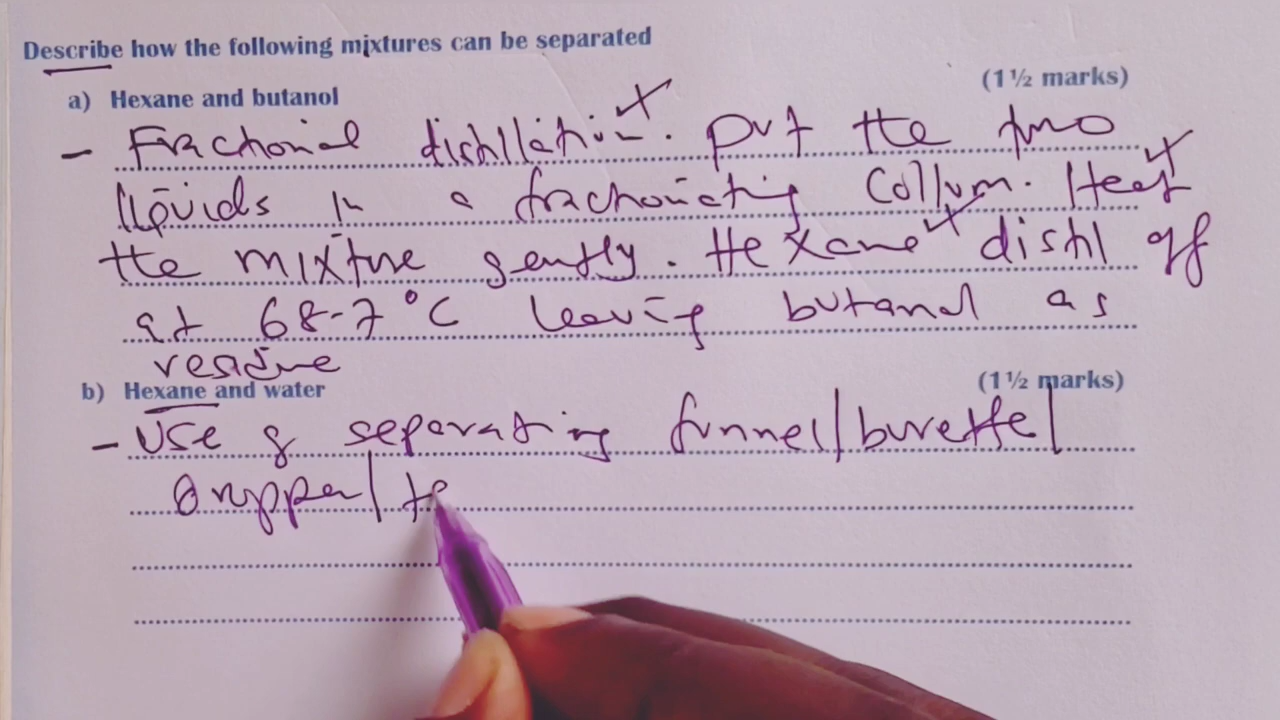 Describe how the following mixtures can be separated
(1½ marks)
a) Hexane and butanol
- Fractional distillation. Put the two
liquids in a fractionating Collum. Heat
the mixture gently. Hexane distil off
at 68.7°C leaving butanol as
residue
b) Hexane and water (1½ marks)
- Use of separating funnel/burette/
dropper/te